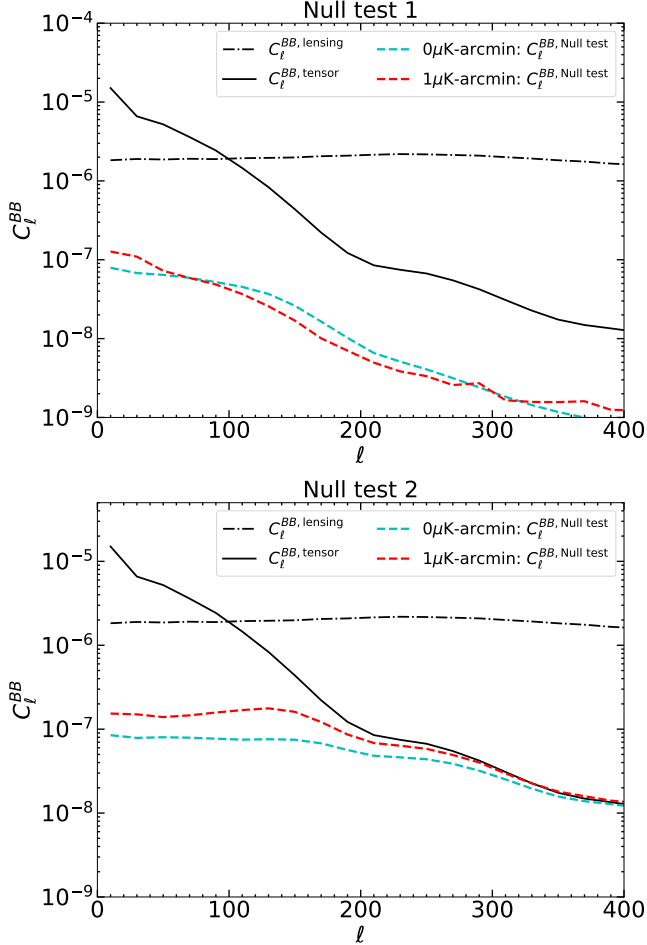 Null test 1
10⁻⁴
10⁻⁵
10⁻⁶
10⁻⁷
10⁻⁸
10⁻⁹
C_ℓ^{BB}
C_ℓ^{BB, lensing}
C_ℓ^{BB, tensor}
0μK-arcmin: C_ℓ^{BB, Null test}
1μK-arcmin: C_ℓ^{BB, Null test}
0 100 200 300 400
ℓ
Null test 2
10⁻⁵
10⁻⁶
10⁻⁷
10⁻⁸
10⁻⁹
C_ℓ^{BB}
C_ℓ^{BB, lensing}
C_ℓ^{BB, tensor}
0μK-arcmin: C_ℓ^{BB, Null test}
1μK-arcmin: C_ℓ^{BB, Null test}
0 100 200 300 400
ℓ